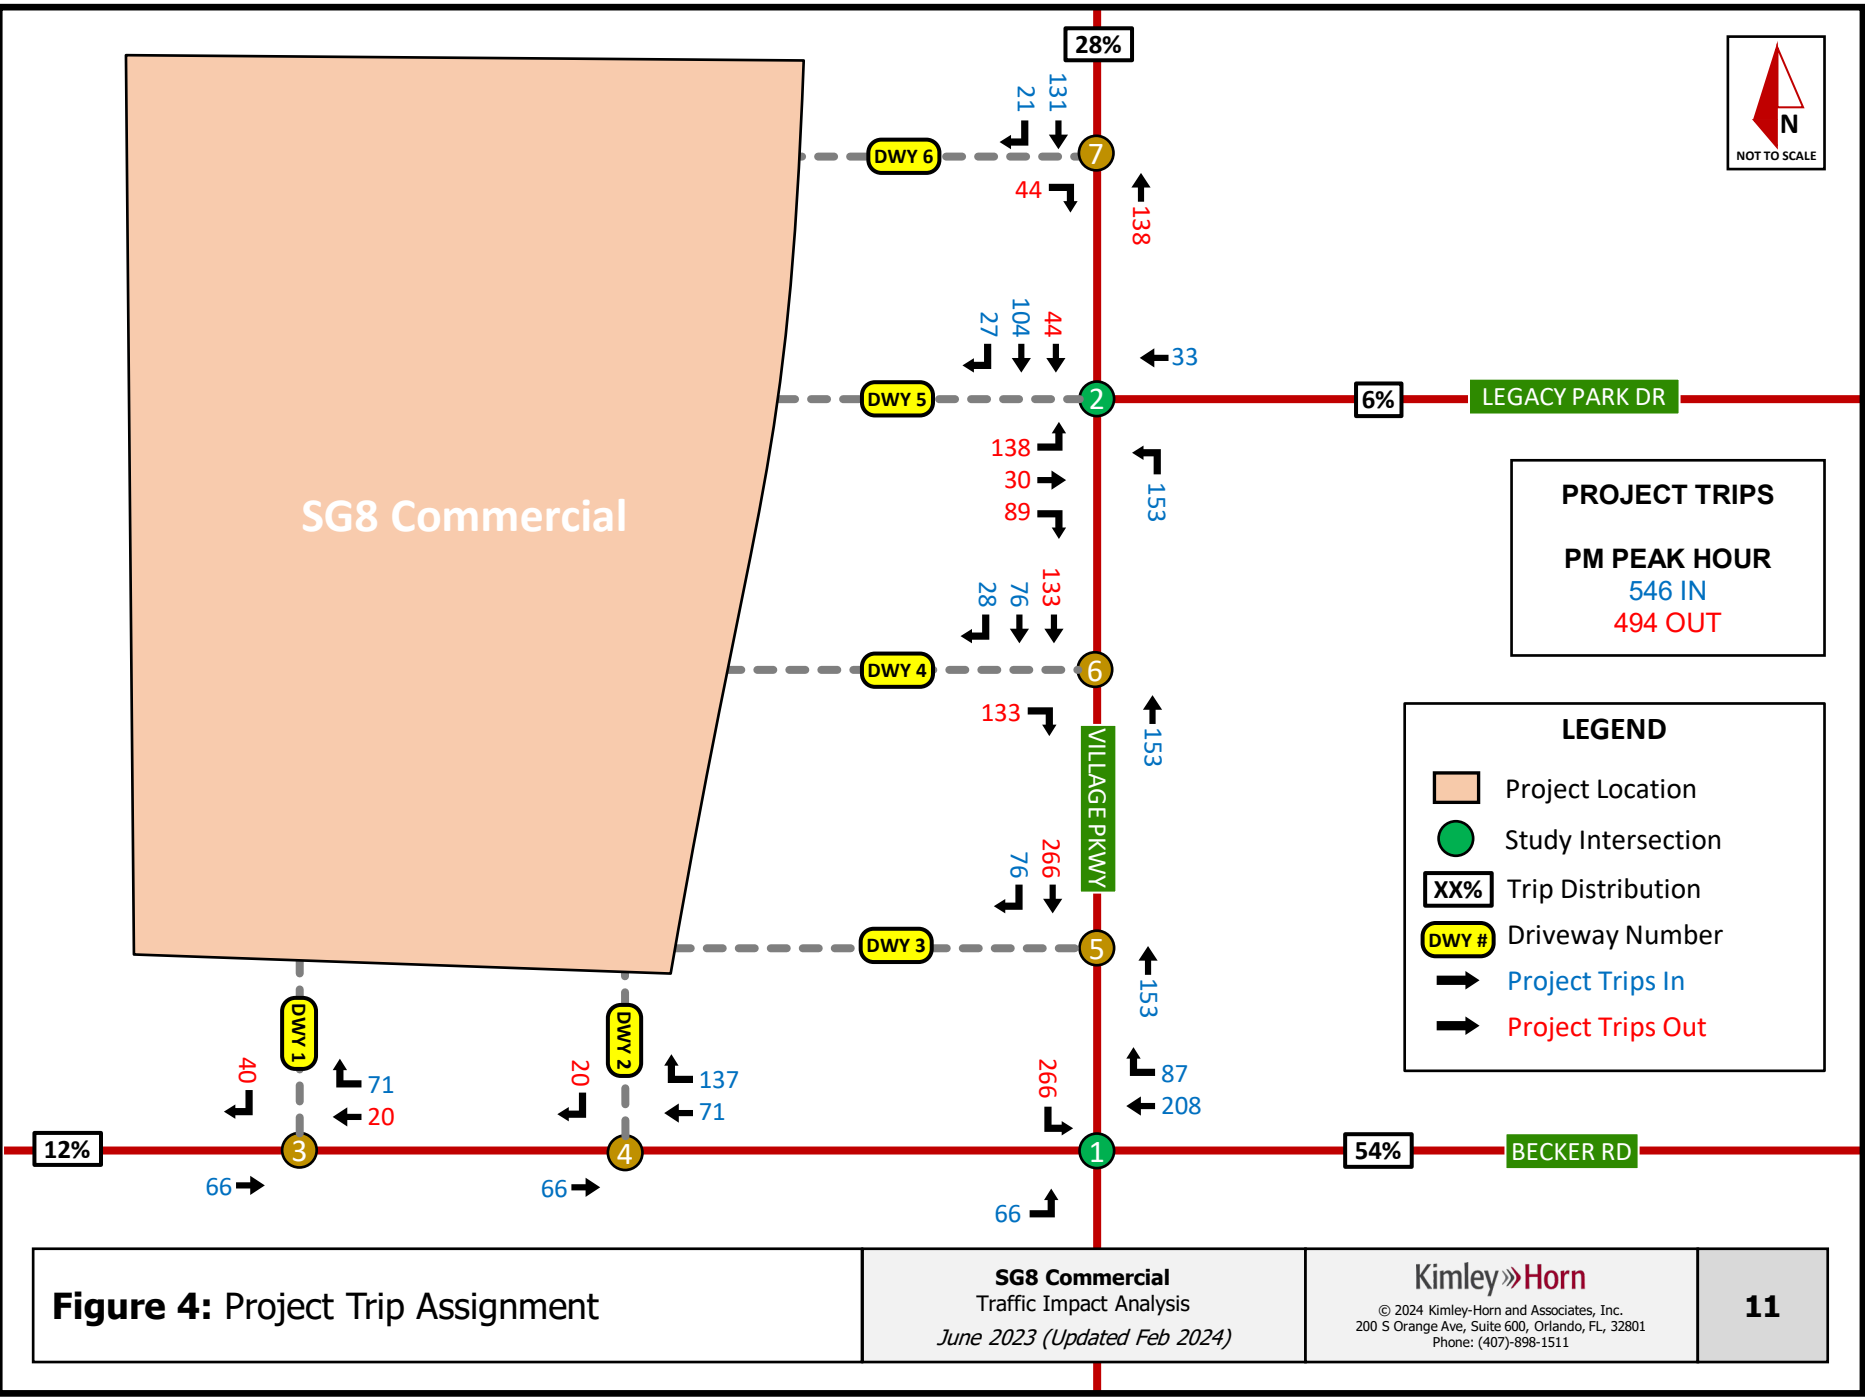 28%
131
21
N
NOT TO SCALE
DWY 6
7
44
138
27
104
44
33
DWY 5
2
6%
LEGACY PARK DR
138
30
89
153
SG8 Commercial
PROJECT TRIPS
PM PEAK HOUR
546 IN
494 OUT
28
76
133
DWY 4
6
133
153
VILLAGE PKWY
LEGEND
Project Location
Study Intersection
XX% Trip Distribution
DWY # Driveway Number
Project Trips In
Project Trips Out
76
266
DWY 3
5
153
DWY 1
DWY 2
40
71
20
20
137
71
266
87
208
12%
3
4
1
54%
BECKER RD
66
66
66
Figure 4: Project Trip Assignment
SG8 Commercial
Traffic Impact Analysis
June 2023 (Updated Feb 2024)
Kimley»Horn
© 2024 Kimley-Horn and Associates, Inc.
200 S Orange Ave, Suite 600, Orlando, FL, 32801
Phone: (407)-898-1511
11